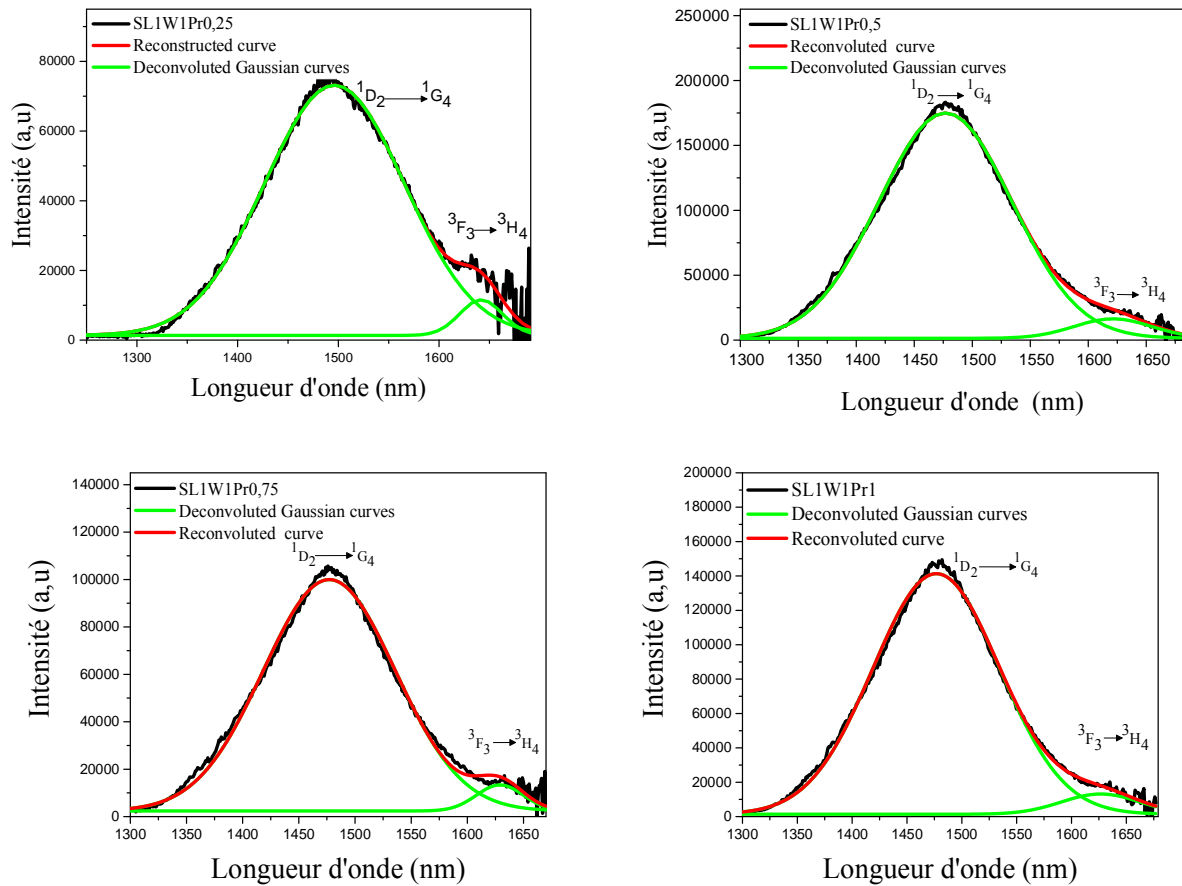 SL1W1Pr0,25
Reconstructed curve
Deconvoluted Gaussian curves
¹D₂ → ¹G₄
³F₃ → ³H₄
Intensité (a,u)
80000
60000
40000
20000
0
1300
1400
1500
1600
Longueur d'onde (nm)
SL1W1Pr0,5
Reconvoluted curve
Deconvoluted Gaussian curves
¹D₂ → ¹G₄
³F₃ → ³H₄
Intensité (a,u)
250000
200000
150000
100000
50000
0
1300
1350
1400
1450
1500
1550
1600
1650
Longueur d'onde (nm)
SL1W1Pr0,75
Deconvoluted Gaussian curves
Reconvoluted curve
¹D₂ → ¹G₄
³F₃ → ³H₄
Intensité (a,u)
140000
120000
100000
80000
60000
40000
20000
0
1300
1350
1400
1450
1500
1550
1600
1650
Longueur d'onde (nm)
SL1W1Pr1
Deconvoluted Gaussian curves
Reconvoluted curve
¹D₂ → ¹G₄
³F₃ → ³H₄
Intensité (a,u)
200000
180000
160000
140000
120000
100000
80000
60000
40000
20000
0
1300
1350
1400
1450
1500
1550
1600
1650
Longueur d'onde (nm)